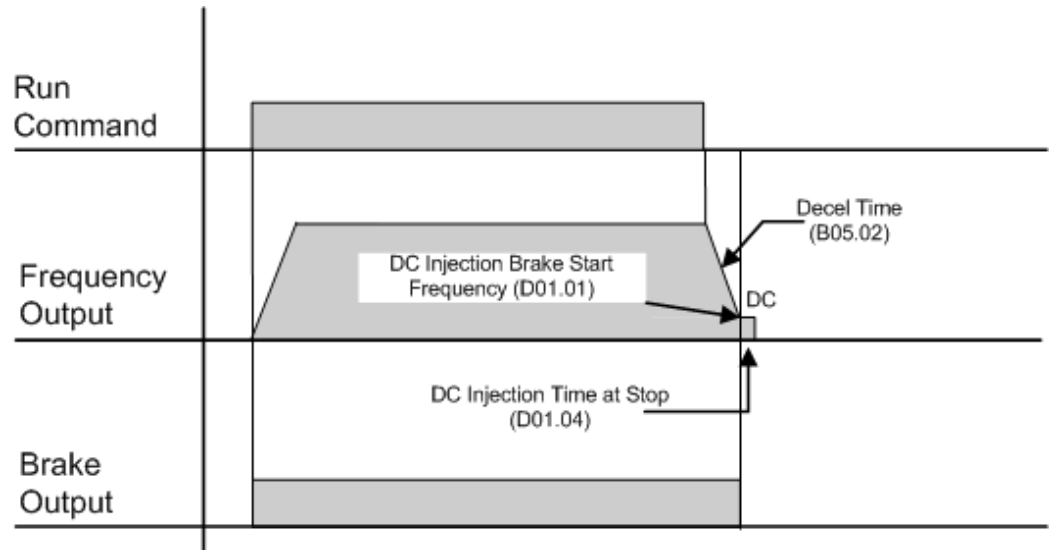 Run
Command
Decel Time
(B05.02)
DC Injection Brake Start
Frequency (D01.01)
Frequency
Output
DC
DC Injection Time at Stop
(D01.04)
Brake
Output